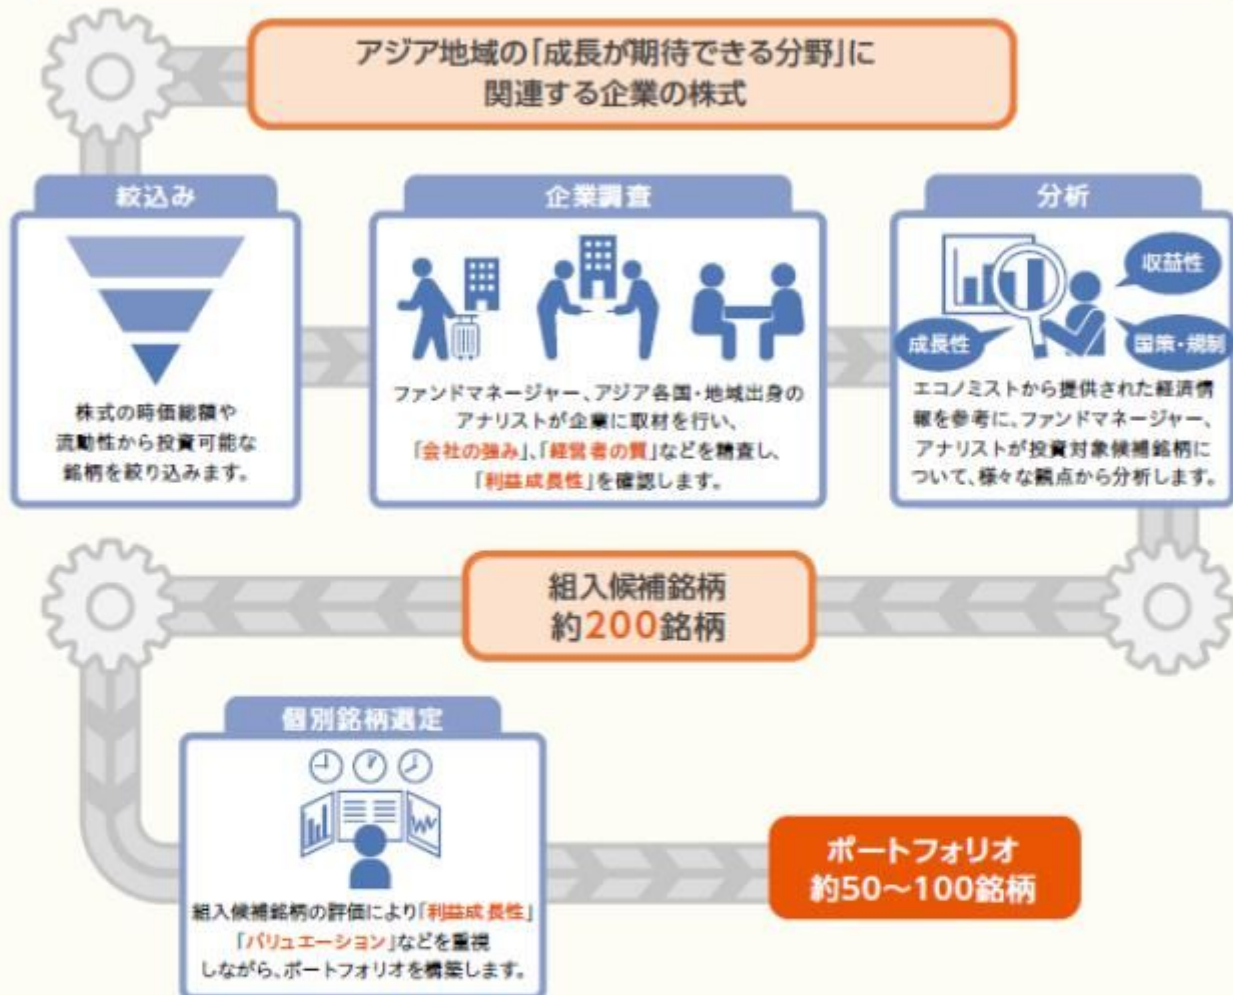 アジア地域の「成長が期待できる分野」に
関連する企業の株式
絞込み
株式の時価総額や
流動性から投資可能な
銘柄を絞り込みます。
企業調査
ファンドマネージャー、アジア各国・地域出身の
アナリストが企業に取材を行い、
「会社の強み」、「経営者の質」などを精査し、
「利益成長性」を確認します。
分析
収益性
成長性
国策・規制
エコノミストから提供された経済情
報を参考に、ファンドマネージャー、
アナリストが投資対象候補銘柄に
ついて、様々な観点から分析します。
組入候補銘柄
約200銘柄
個別銘柄選定
組入候補銘柄の評価により「利益成長性」
「バリュエーション」などを重視
しながら、ポートフォリオを構築します。
ポートフォリオ
約50〜100銘柄